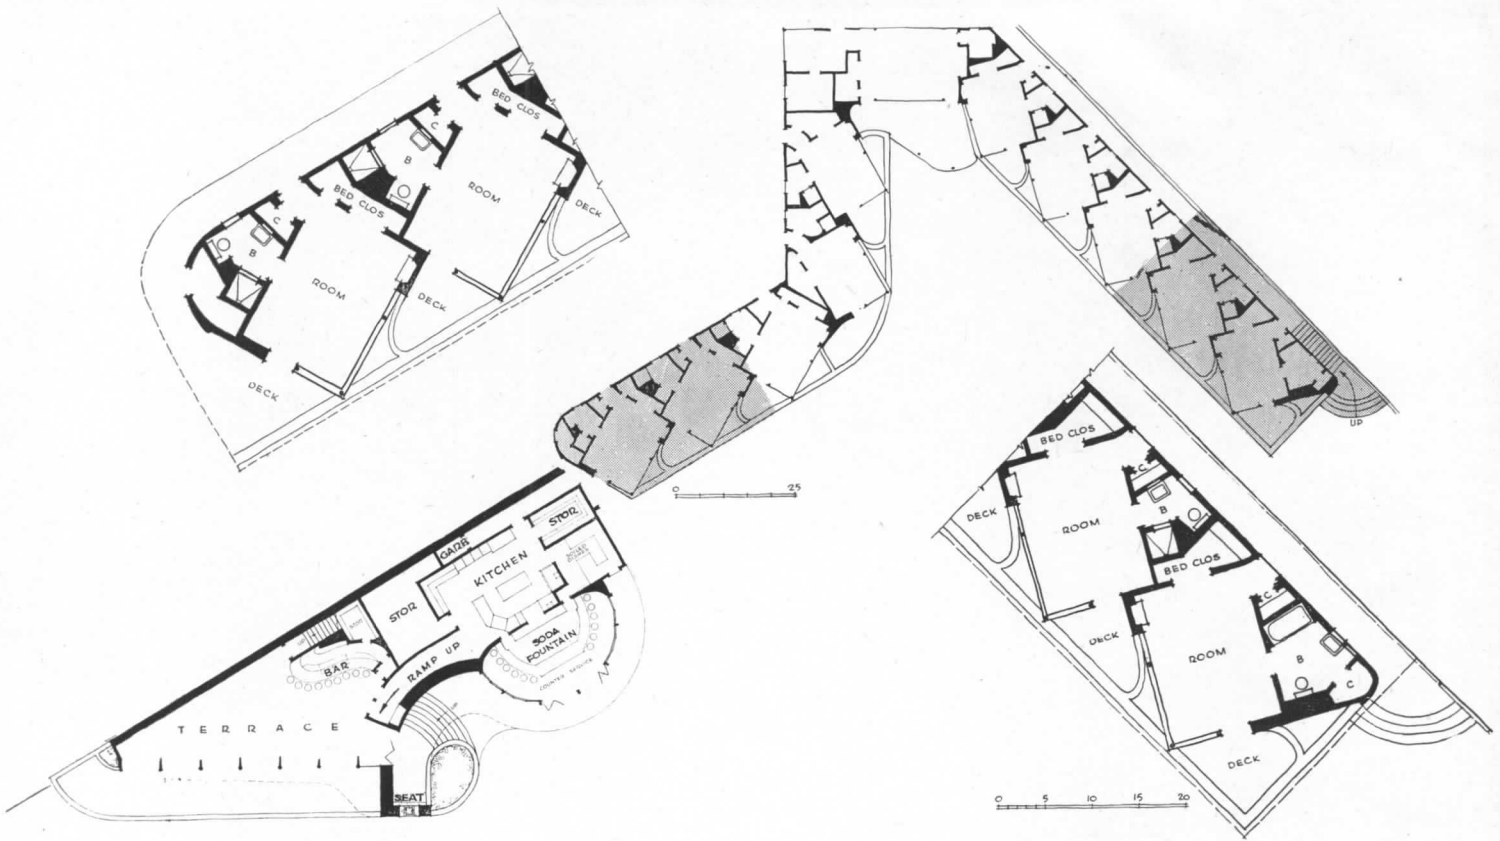 BED CLOS
C
B
ROOM
DECK
BED CLOS
C
B
ROOM
DECK
DECK
UP
0 25
STOR
GARB
KITCHEN
STOR
SODA
FOUNTAIN
COUNTER SERVICE
RAMP UP
UP
BAR
UP
TERRACE
SEAT
BED CLOS
C
DECK
ROOM
B
BED CLOS
C
DECK
ROOM
B
C
DECK
0 5 10 15 20